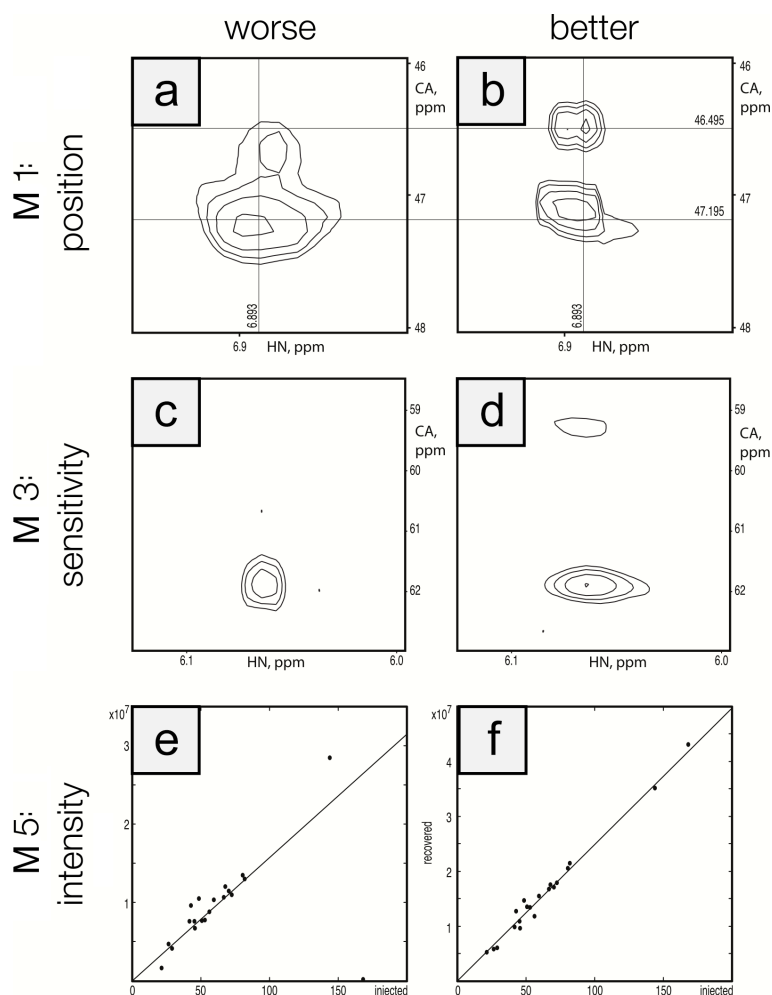 worse better
M 1:
position
a
46
CA,
ppm
47
48
6.893
6.9 HN, ppm
b
46
CA,
ppm
46.495
47
47.195
48
6.893
6.9 HN, ppm
M 3:
sensitivity
c
59
CA,
ppm
60
61
62
6.1 HN, ppm 6.0
d
59
CA,
ppm
60
61
62
6.1 HN, ppm 6.0
M 5:
intensity
e
x10⁷
3
2
1
0 50 100 150 injected
f
x10⁷
4
3
2
1
recovered
0 50 100 150 injected